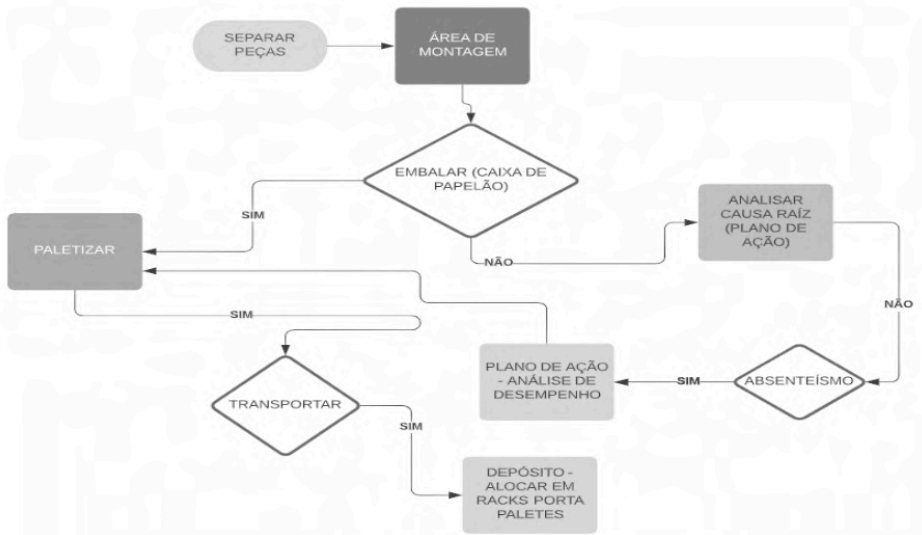 SEPARAR
PEÇAS
ÁREA DE
MONTAGEM
EMBALAR (CAIXA DE
PAPELÃO)
SIM
NÃO
ANALISAR
CAUSA RAÍZ
(PLANO DE
AÇÃO)
PALETIZAR
NÃO
SIM
PLANO DE AÇÃO
- ANÁLISE DE
DESEMPENHO
SIM
ABSENTEÍSMO
TRANSPORTAR
SIM
DEPÓSITO -
ALOCAR EM
RACKS PORTA
PALETES